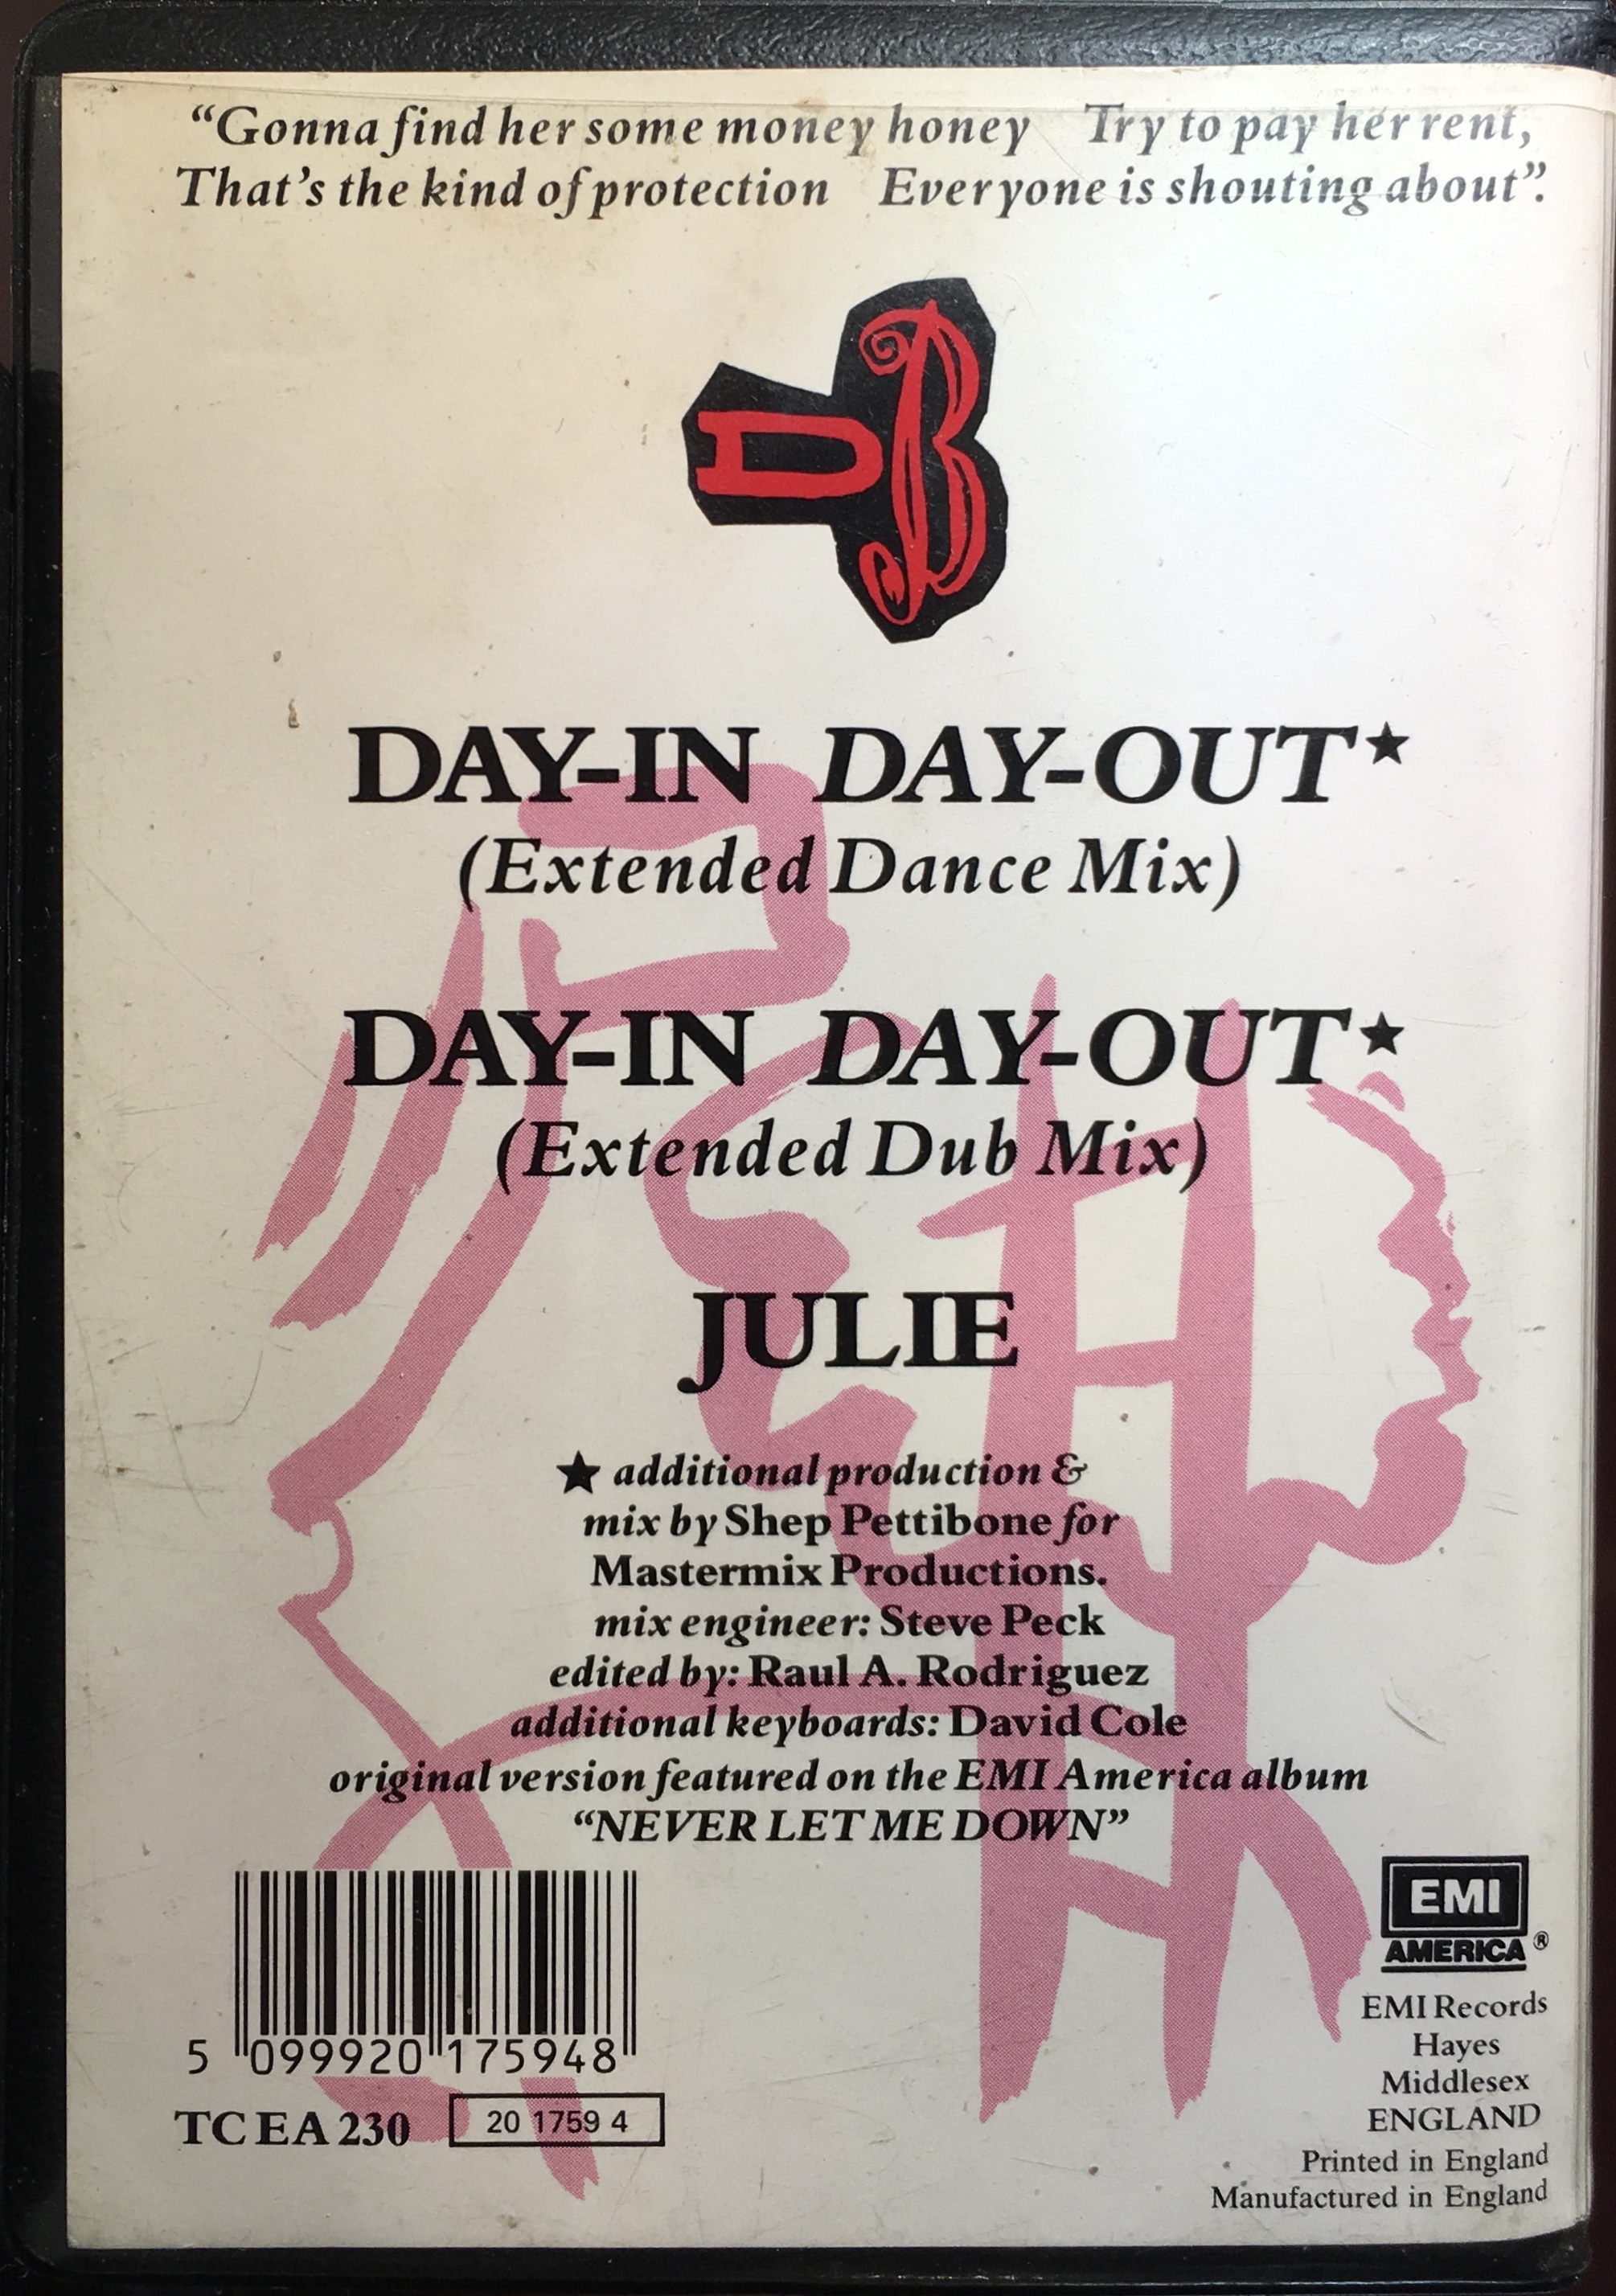 “Gonna find her some money honey Try to pay her rent,
That’s the kind of protection Everyone is shouting about”.
DB
DAY-IN DAY-OUT★
(Extended Dance Mix)
DAY-IN DAY-OUT★
(Extended Dub Mix)
JULIE
★ additional production &
mix by Shep Pettibone for
Mastermix Productions.
mix engineer: Steve Peck
edited by: Raul A. Rodriguez
additional keyboards: David Cole
original version featured on the EMI America album
“NEVER LET ME DOWN”
5 099920 175948
TC EA 230 20 1759 4
EMI
AMERICA®
EMI Records
Hayes
Middlesex
ENGLAND
Printed in England
Manufactured in England